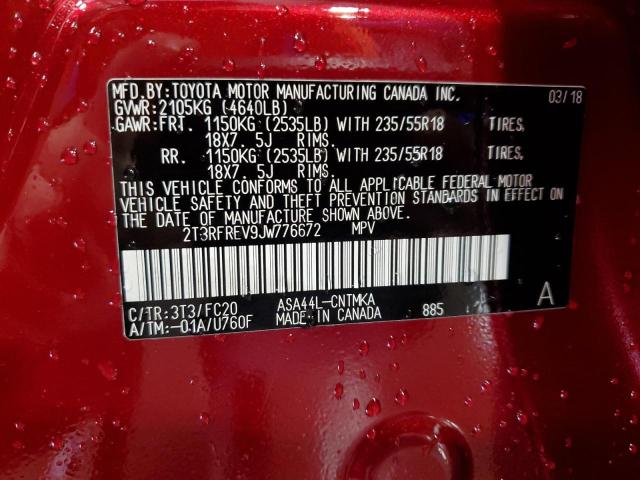 MFD. BY: TOYOTA MOTOR MANUFACTURING CANADA INC. 03/18
GVWR: 2105KG (4640LB)
GAWR: FRT. 1150KG (2535LB) WITH 235/55R18 TIRES,
18X7. 5J RIMS.
RR. 1150KG (2535LB) WITH 235/55R18 TIRES,
18X7. 5J RIMS.
THIS VEHICLE CONFORMS TO ALL APPLICABLE FEDERAL MOTOR
VEHICLE SAFETY AND THEFT PREVENTION STANDARDS IN EFFECT ON
THE DATE OF MANUFACTURE SHOWN ABOVE.
2T3RFREV9JW776672 MPV
C/TR: 3T3/FC20 ASA44L-CNTMKA A
A/TM: -01A/U760F MADE IN CANADA 885